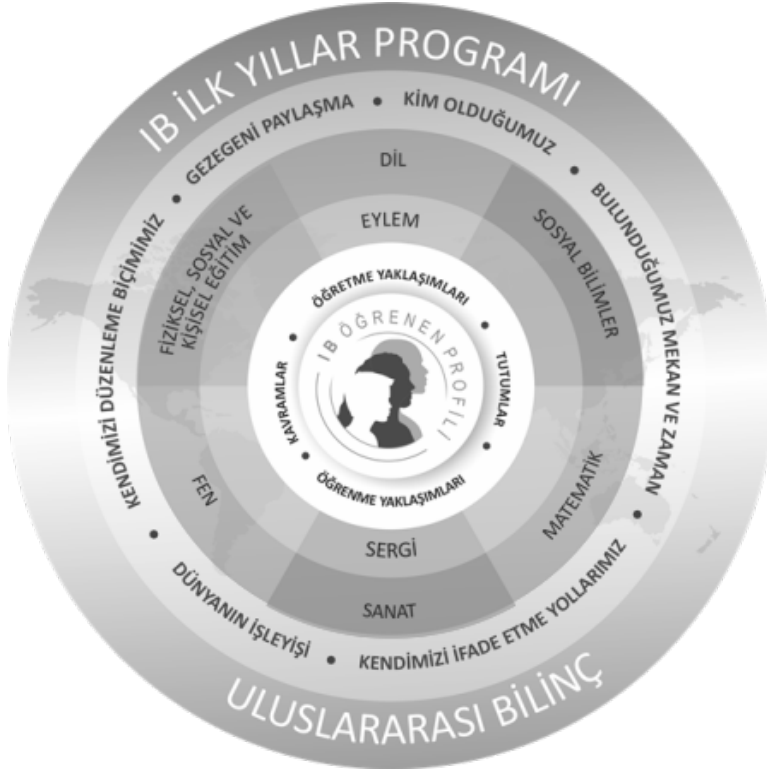 IB İLK YILLAR PROGRAMI
KİM OLDUĞUMUZ
BULUNDUĞUMUZ MEKAN VE ZAMAN
KENDİMİZİ İFADE ETME YOLLARIMIZ
DÜNYANIN İŞLEYİŞİ
KENDİMİZİ DÜZENLEME BİÇİMİMİZ
GEZEGENİ PAYLAŞMA
DİL
SOSYAL BİLİMLER
MATEMATİK
SANAT
FEN
FİZİKSEL, SOSYAL VE
KİŞİSEL EĞİTİM
EYLEM
SERGİ
ÖĞRETME YAKLAŞIMLARI
TUTUMLAR
ÖĞRENME YAKLAŞIMLARI
KAVRAMLAR
IB ÖĞRENEN PROFILI
ULUSLARARASI BİLİNÇ